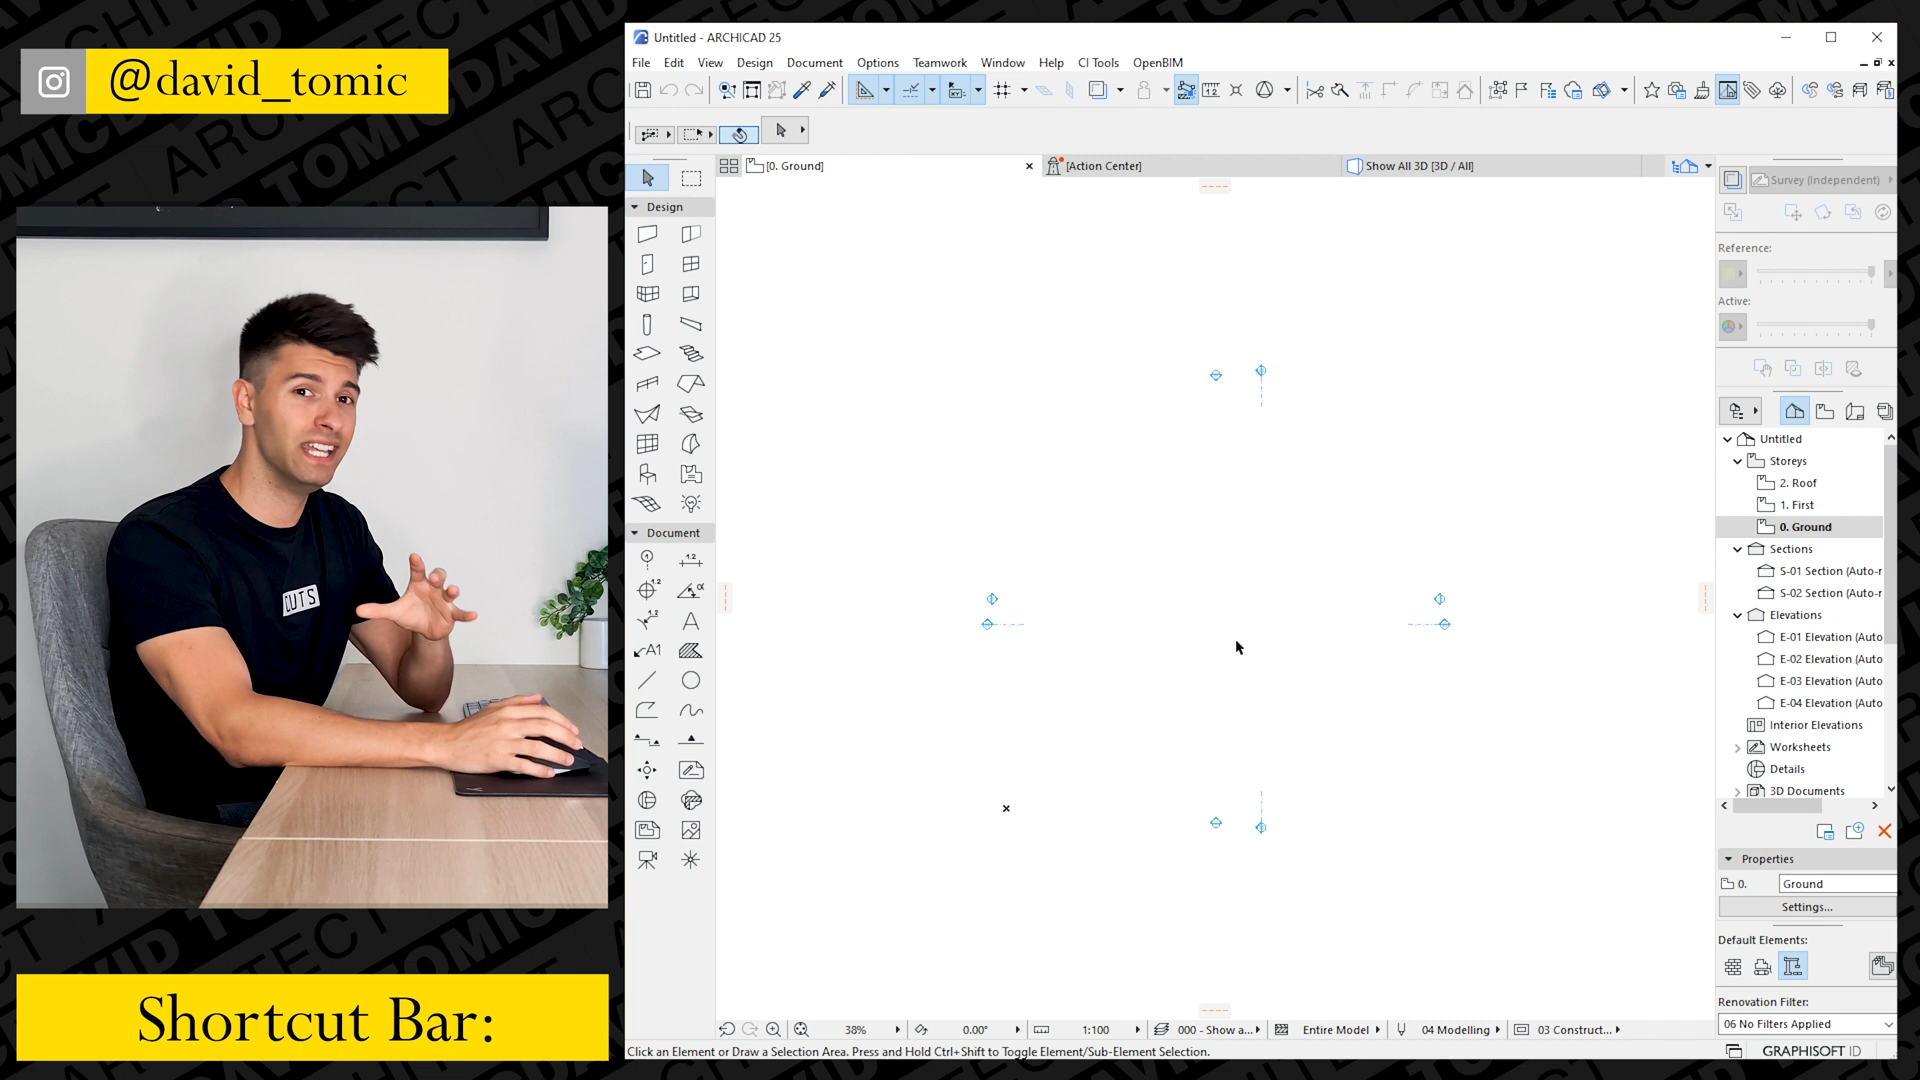 @david_tomic
Shortcut Bar:
CUTS
Untitled - ARCHICAD 25
File Edit View Design Document Options Teamwork Window Help CI Tools OpenBIM
[0. Ground]
[Action Center]
Show All 3D [3D / All]
Survey (Independent)
Design
Document
Reference:
Active:
Untitled
Storeys
2. Roof
1. First
0. Ground
Sections
S-01 Section (Auto-r
S-02 Section (Auto-r
Elevations
E-01 Elevation (Auto
E-02 Elevation (Auto
E-03 Elevation (Auto
E-04 Elevation (Auto
Interior Elevations
Worksheets
Details
3D Documents
Properties
0. Ground
Settings...
Default Elements:
Renovation Filter:
06 No Filters Applied
38% 0.00° 1:100 000 - Show a... Entire Model 04 Modelling 03 Construct...
Click an Element or Draw a Selection Area. Press and Hold Ctrl+Shift to Toggle Element/Sub-Element Selection.
GRAPHISOFT ID